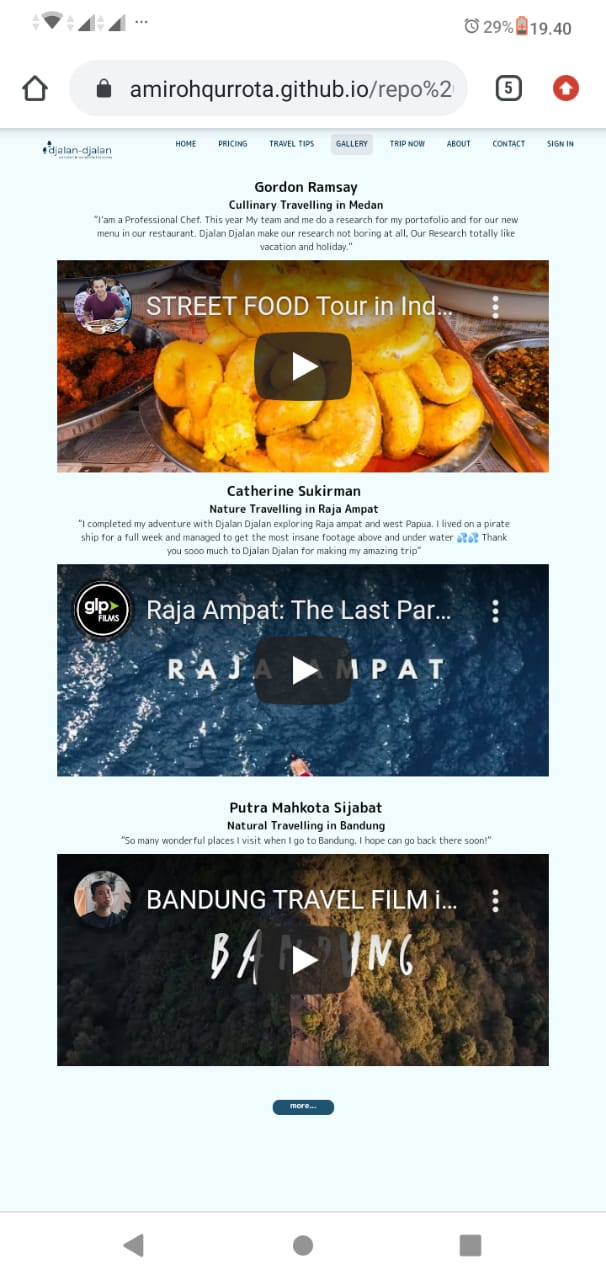 29% 19.40
amirohqurrota.github.io/repo%2
5
djalan-djalan
HOME PRICING TRAVEL TIPS GALLERY TRIP NOW ABOUT CONTACT SIGN IN
Gordon Ramsay
Cullinary Travelling in Medan
"I'am a Professional Chef. This year My team and me do a research for my portofolio and for our new
menu in our restaurant. Djalan Djalan make our research not boring at all, Our Research totally like
vacation and holiday."
STREET FOOD Tour in Ind...
Catherine Sukirman
Nature Travelling in Raja Ampat
"I completed my adventure with Djalan Djalan exploring Raja ampat and west Papua. I lived on a pirate
ship for a full week and managed to get the most insane footage above and under water 💦💦 Thank
you sooo much to Djalan Djalan for making my amazing trip"
glp
FILMS
Raja Ampat: The Last Par...
RAJA AMPAT
Putra Mahkota Sijabat
Natural Travelling in Bandung
"So many wonderful places I visit when I go to Bandung. I hope can go back there soon!"
BANDUNG TRAVEL FILM i...
BANDUNG
more...